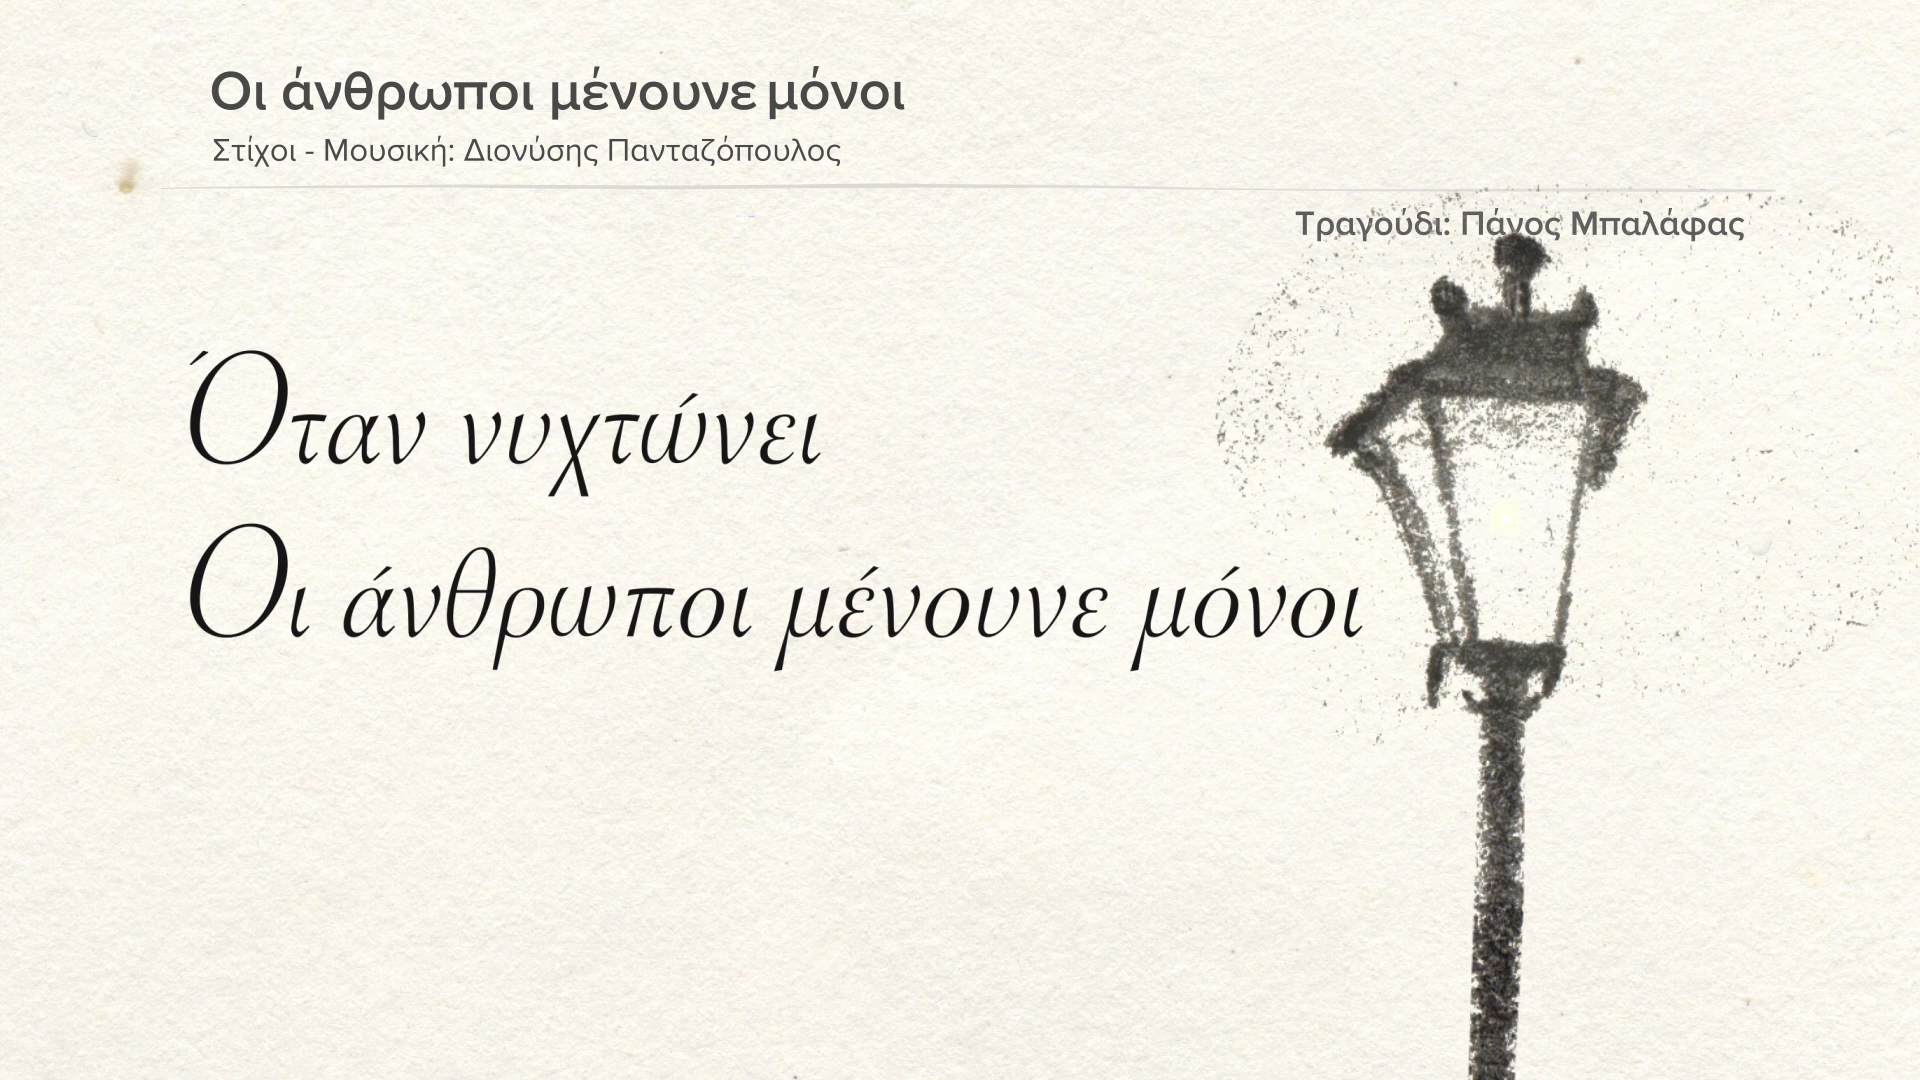 Οι άνθρωποι μένουνε μόνοι
Στίχοι - Μουσική: Διονύσης Πανταζόπουλος
Τραγούδι: Πάνος Μπαλάφας
Όταν νυχτώνει
Οι άνθρωποι μένουνε μόνοι